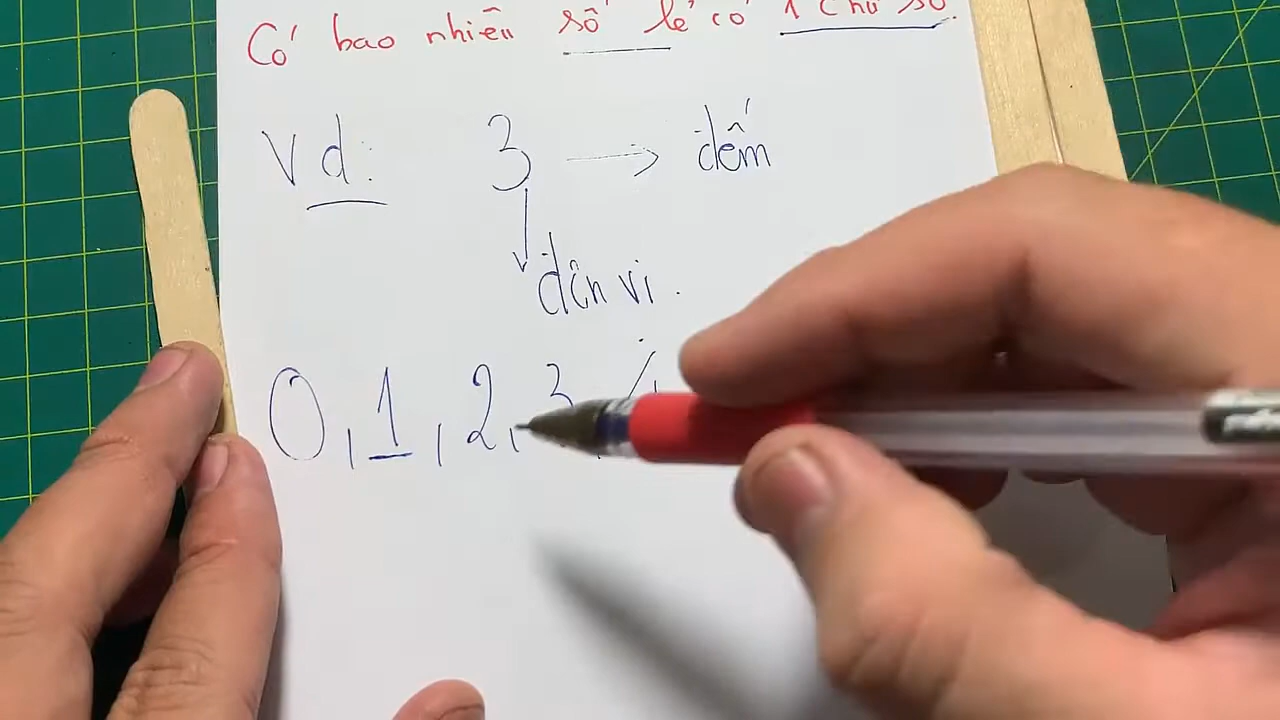 Có bao nhiêu số lẻ có 1 chữ số.
Vd: 3 → đếm
đơn vị.
0, 1, 2, 3